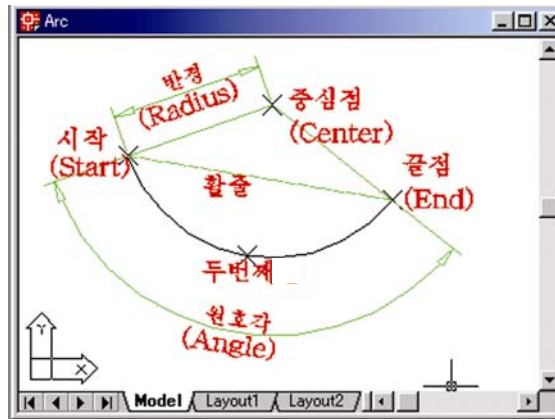 Arc
반경
(Radius)
중심점
(Center)
시작
(Start)
끝점
(End)
활줄
두번째
원호각
(Angle)
Y
X
Model
Layout1
Layout2